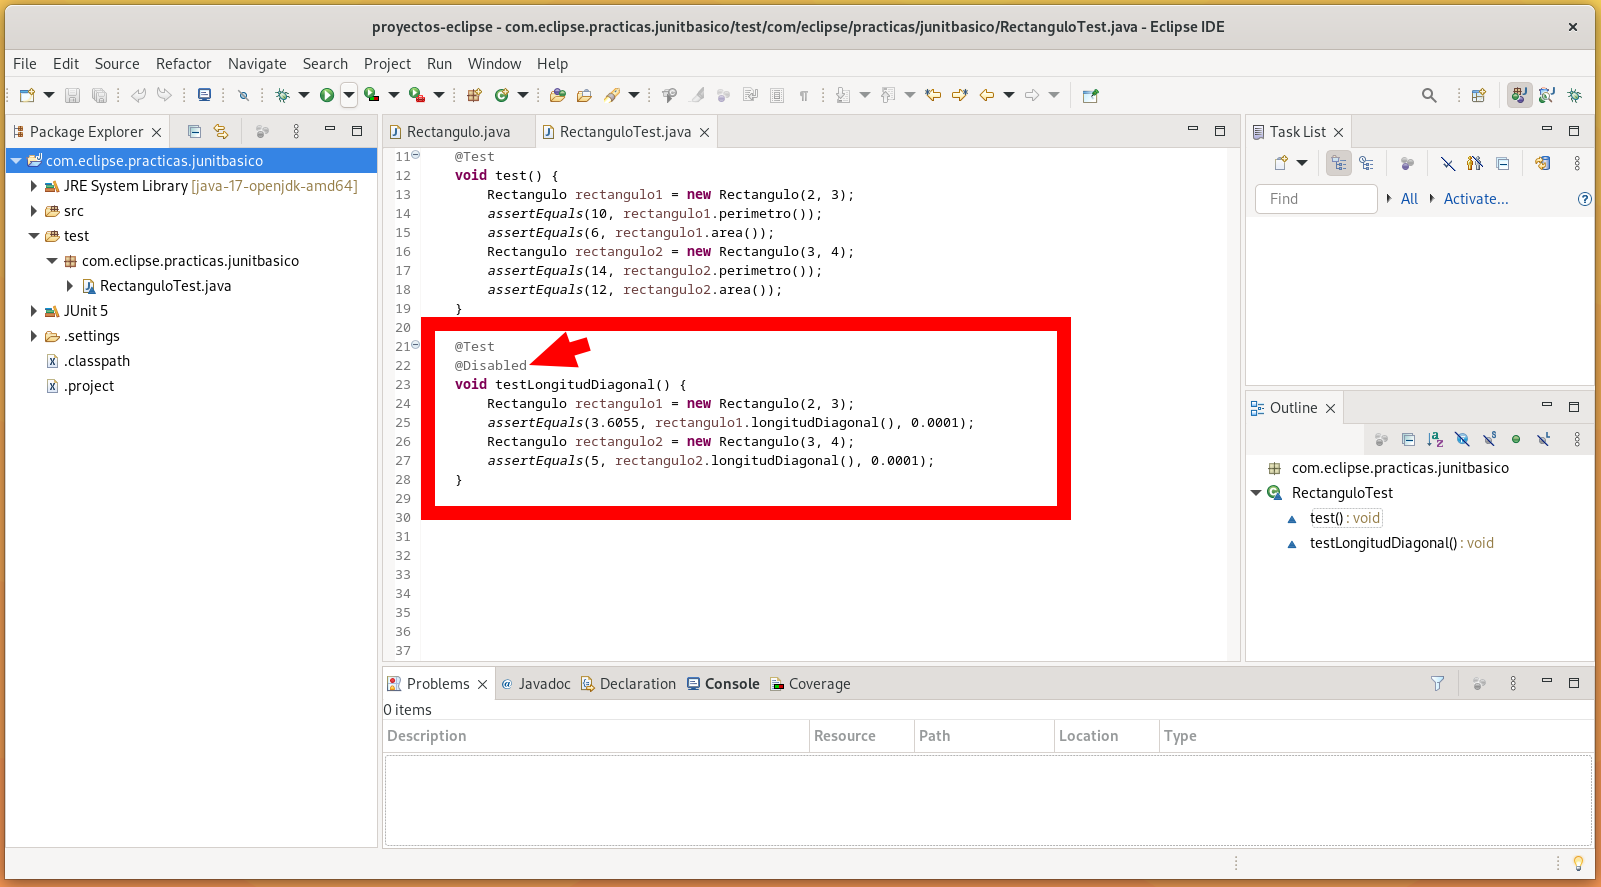 proyectos-eclipse - com.eclipse.practicas.junitbasico/test/com/eclipse/practicas/junitbasico/RectanguloTest.java - Eclipse IDE
File Edit Source Refactor Navigate Search Project Run Window Help
Package Explorer
com.eclipse.practicas.junitbasico
JRE System Library [java-17-openjdk-amd64]
src
test
com.eclipse.practicas.junitbasico
RectanguloTest.java
JUnit 5
.settings
.classpath
.project
Rectangulo.java RectanguloTest.java
11 @Test
12 void test() {
13 Rectangulo rectangulo1 = new Rectangulo(2, 3);
14 assertEquals(10, rectangulo1.perimetro());
15 assertEquals(6, rectangulo1.area());
16 Rectangulo rectangulo2 = new Rectangulo(3, 4);
17 assertEquals(14, rectangulo2.perimetro());
18 assertEquals(12, rectangulo2.area());
19 }
20
21 @Test
22 @Disabled
23 void testLongitudDiagonal() {
24 Rectangulo rectangulo1 = new Rectangulo(2, 3);
25 assertEquals(3.6055, rectangulo1.longitudDiagonal(), 0.0001);
26 Rectangulo rectangulo2 = new Rectangulo(3, 4);
27 assertEquals(5, rectangulo2.longitudDiagonal(), 0.0001);
28 }
29
30
31
32
33
34
35
36
37
Task List
Find All Activate...
Outline
com.eclipse.practicas.junitbasico
RectanguloTest
test() : void
testLongitudDiagonal() : void
Problems Javadoc Declaration Console Coverage
0 items
Description Resource Path Location Type